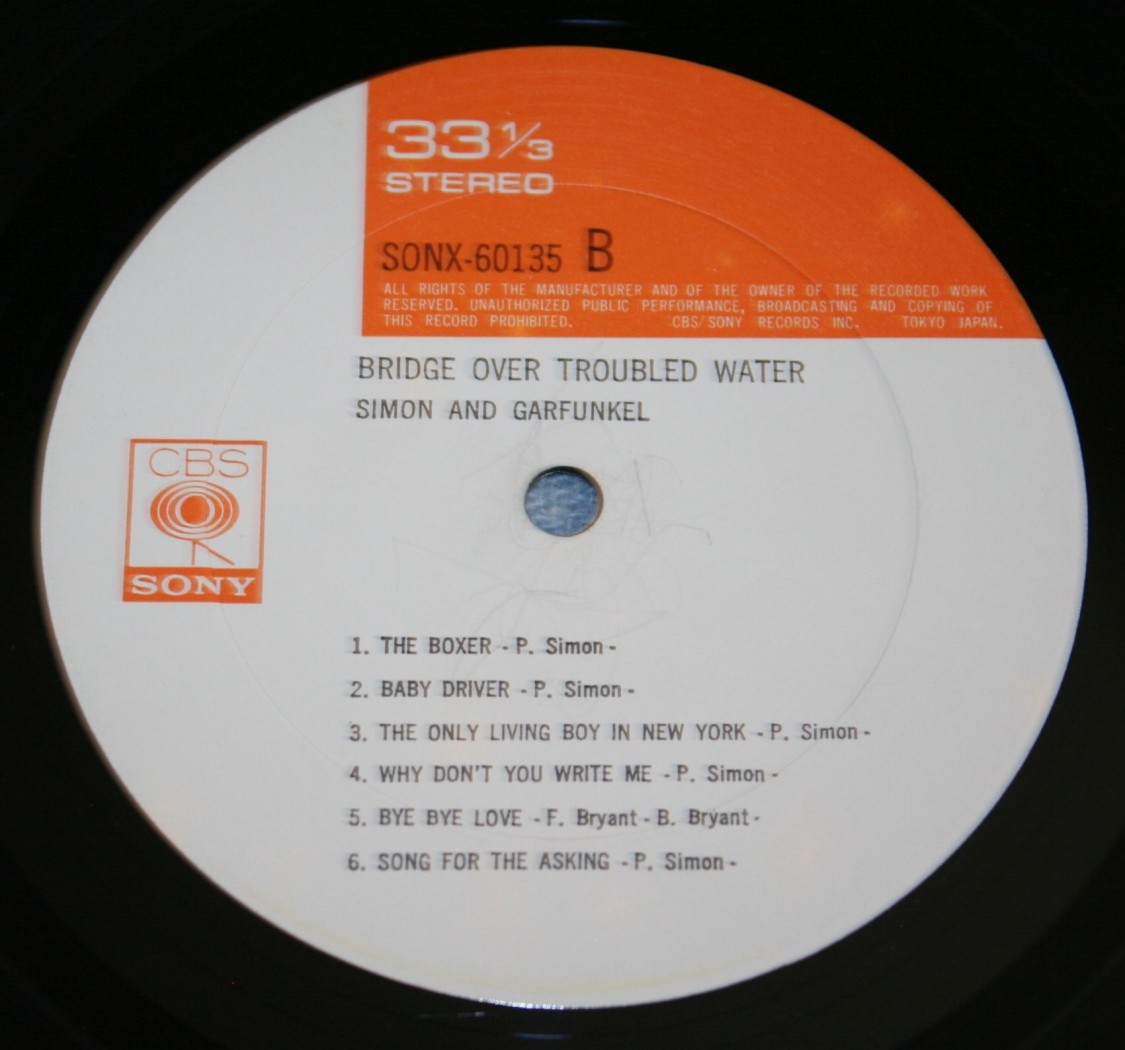 33 1/3
STEREO
SONX-60135 B
ALL RIGHTS OF THE MANUFACTURER AND OF THE OWNER OF THE RECORDED WORK
RESERVED. UNAUTHORIZED PUBLIC PERFORMANCE, BROADCASTING AND COPYING OF
THIS RECORD PROHIBITED. CBS/SONY RECORDS INC. TOKYO JAPAN.
BRIDGE OVER TROUBLED WATER
SIMON AND GARFUNKEL
CBS
SONY
1. THE BOXER - P. Simon -
2. BABY DRIVER - P. Simon -
3. THE ONLY LIVING BOY IN NEW YORK - P. Simon -
4. WHY DON'T YOU WRITE ME - P. Simon -
5. BYE BYE LOVE - F. Bryant - B. Bryant -
6. SONG FOR THE ASKING - P. Simon -